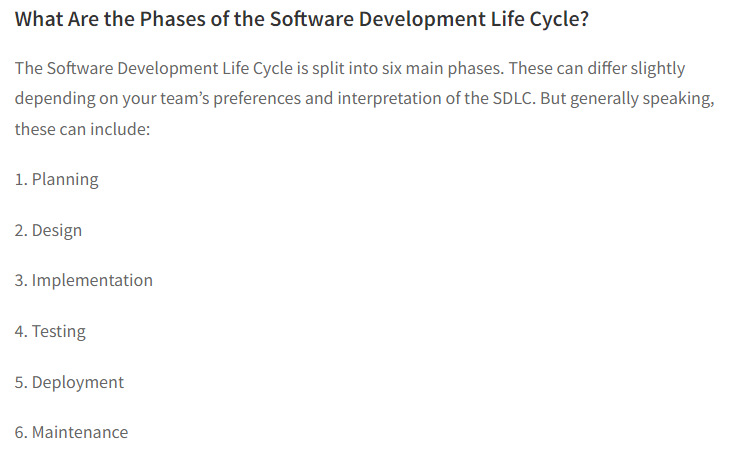 What Are the Phases of the Software Development Life Cycle?
The Software Development Life Cycle is split into six main phases. These can differ slightly
depending on your team’s preferences and interpretation of the SDLC. But generally speaking,
these can include:
1. Planning
2. Design
3. Implementation
4. Testing
5. Deployment
6. Maintenance